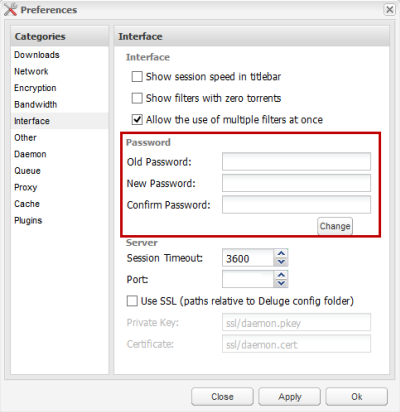 Preferences
Categories
Downloads
Network
Encryption
Bandwidth
Interface
Other
Daemon
Queue
Proxy
Cache
Plugins
Interface
Interface
Show session speed in titlebar
Show filters with zero torrents
Allow the use of multiple filters at once
Password
Old Password:
New Password:
Confirm Password:
Change
Server
Session Timeout: 3600
Port:
Use SSL (paths relative to Deluge config folder)
Private Key: ssl/daemon.pkey
Certificate: ssl/daemon.cert
Close Apply Ok